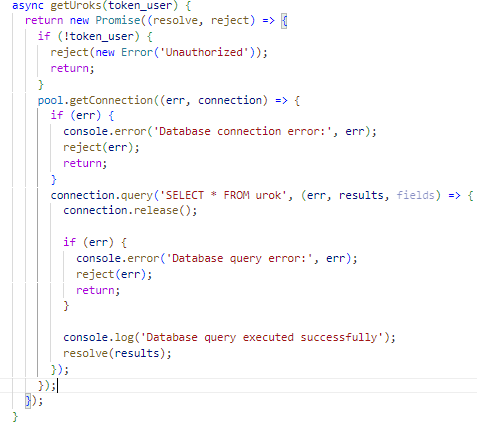 async getUroks(token_user) {
return new Promise((resolve, reject) => {
if (!token_user) {
reject(new Error('Unauthorized'));
return;
}
pool.getConnection((err, connection) => {
if (err) {
console.error('Database connection error:', err);
reject(err);
return;
}
connection.query('SELECT * FROM urok', (err, results, fields) => {
connection.release();
if (err) {
console.error('Database query error:', err);
reject(err);
return;
}
console.log('Database query executed successfully');
resolve(results);
});
});
});
}